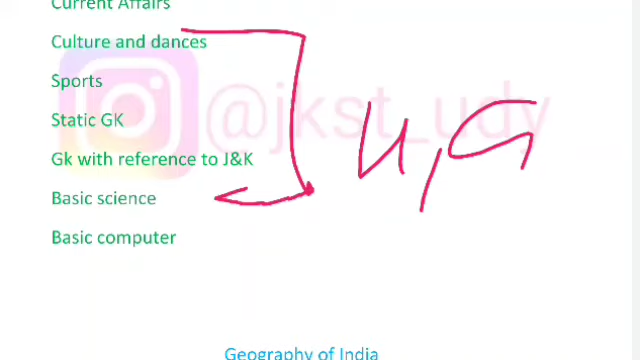 Current Affairs
Culture and dances
Sports
@jkst_udy
Static GK
Gk with reference to J&K
Basic science
Basic computer
Geography of India